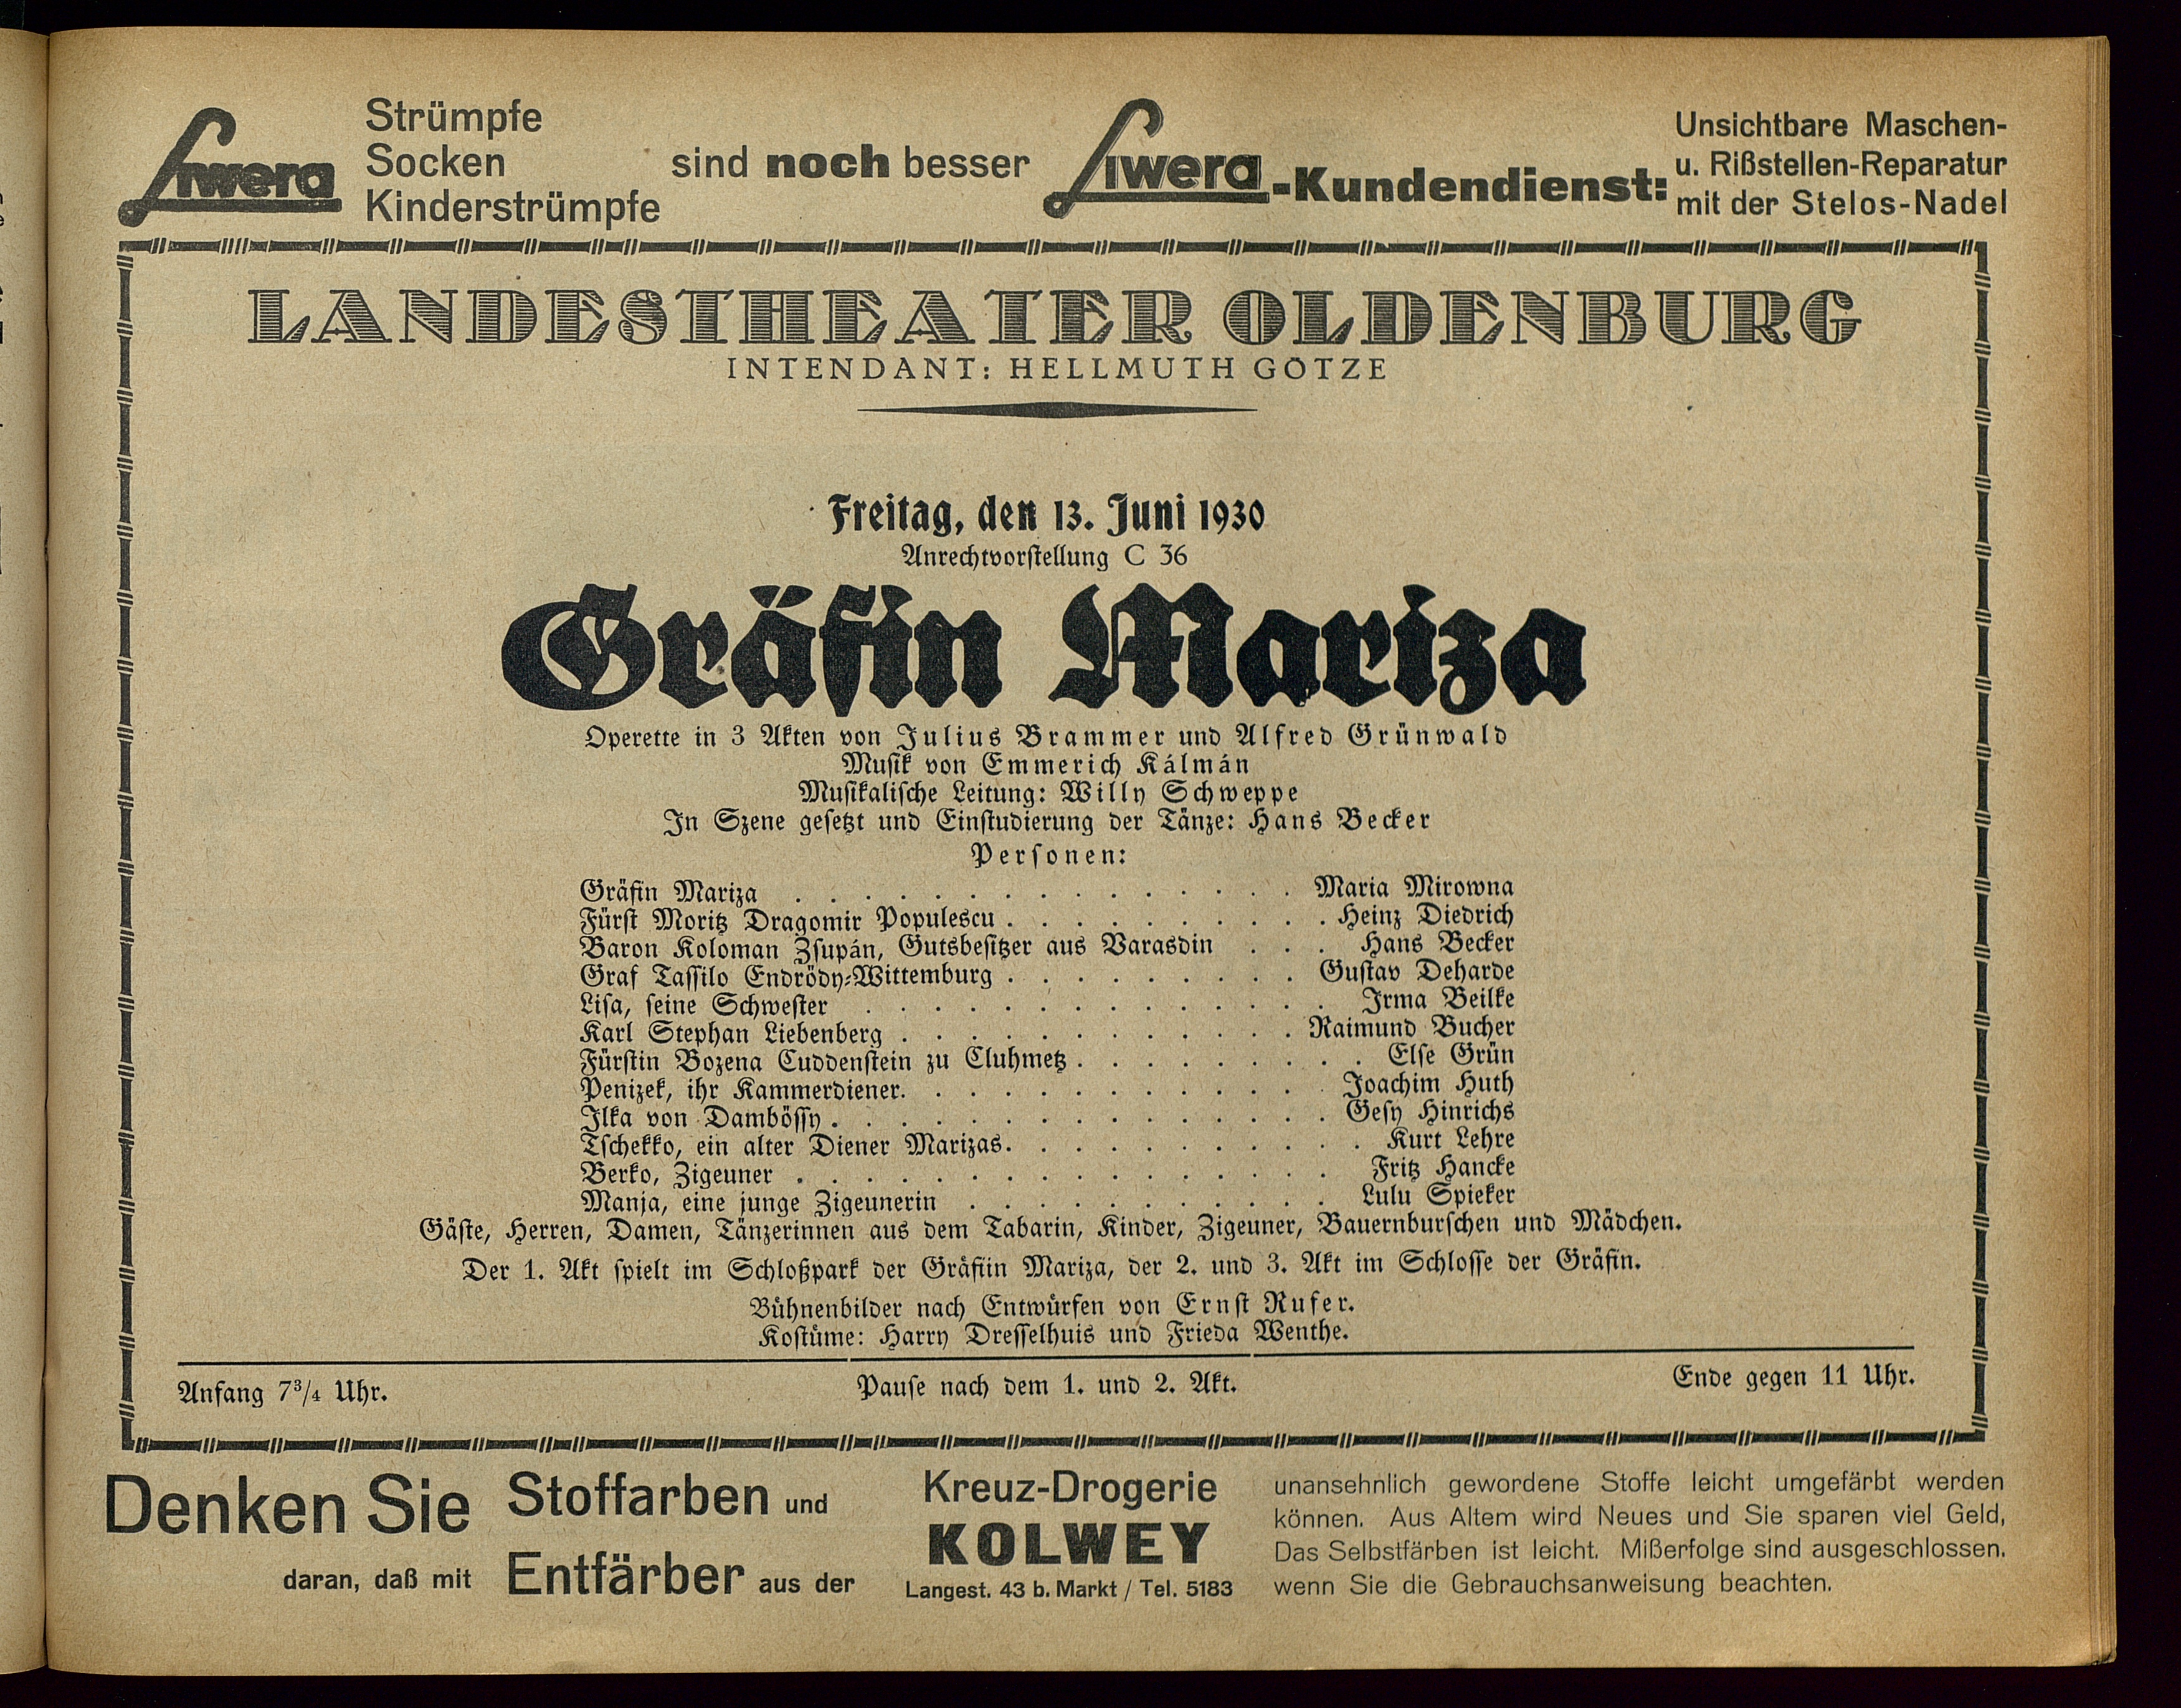 Liwera Strümpfe Socken Kinderstrümpfe sind noch besser
Liwera-Kundendienst: Unsichtbare Maschen-
u. Rißstellen-Reparatur
mit der Stelos-Nadel
LANDESTHEATER OLDENBURG
INTENDANT: HELLMUTH GÖTZE
Freitag, den 13. Juni 1930
Anrechtvorstellung C 36
Gräfin Mariza
Operette in 3 Akten von Julius Brammer und Alfred Grünwald
Musik von Emmerich Kálmán
Musikalische Leitung: Willy Schweppe
In Szene gesetzt und Einstudierung der Tänze: Hans Becker
Personen:
Gräfin Mariza . . . . . . . . . . . . . . . Maria Mirowna
Fürst Moritz Dragomir Populescu . . . . . . . . . . Heinz Diedrich
Baron Koloman Zsupán, Gutsbesitzer aus Varasdin . . . Hans Becker
Graf Tassilo Endrödy-Wittemburg . . . . . . . . . Gustav Deharde
Lisa, seine Schwester . . . . . . . . . . . . . . Irma Beilke
Karl Stephan Liebenberg . . . . . . . . . . . . Raimund Bucher
Fürstin Bozena Cuddenstein zu Cluhmetz . . . . . . . . . Else Grün
Penizek, ihr Kammerdiener. . . . . . . . . . . . Joachim Huth
Ilka von Dambössy . . . . . . . . . . . . . . . Gesy Hinrichs
Tschekko, ein alter Diener Marizas. . . . . . . . . . . Kurt Lehre
Berko, Zigeuner . . . . . . . . . . . . . . . . Fritz Hancke
Manja, eine junge Zigeunerin . . . . . . . . . . . Lulu Spieker
Gäste, Herren, Damen, Tänzerinnen aus dem Tabarin, Kinder, Zigeuner, Bauernburschen und Mädchen.
Der 1. Akt spielt im Schloßpark der Gräfiin Mariza, der 2. und 3. Akt im Schlosse der Gräfin.
Bühnenbilder nach Entwürfen von Ernst Rufer.
Kostüme: Harry Dresselhuis und Frieda Wenthe.
Anfang 7³/₄ Uhr. Pause nach dem 1. und 2. Akt. Ende gegen 11 Uhr.
Denken Sie
daran, daß mit
Stoffarben und
Entfärber aus der
Kreuz-Drogerie
KOLWEY
Langest. 43 b. Markt / Tel. 5183
unansehnlich gewordene Stoffe leicht umgefärbt werden
können. Aus Altem wird Neues und Sie sparen viel Geld,
Das Selbstfärben ist leicht. Mißerfolge sind ausgeschlossen.
wenn Sie die Gebrauchsanweisung beachten.